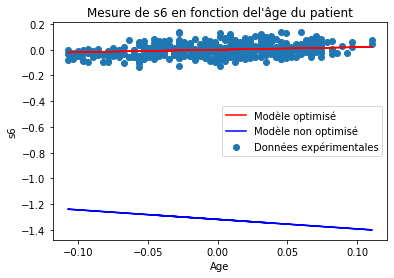 Mesure de s6 en fonction del'âge du patient
s6
0.2
0.0
−0.2
−0.4
−0.6
−0.8
−1.0
−1.2
−1.4
Modèle optimisé
Modèle non optimisé
Données expérimentales
−0.10
−0.05
0.00
0.05
0.10
Age